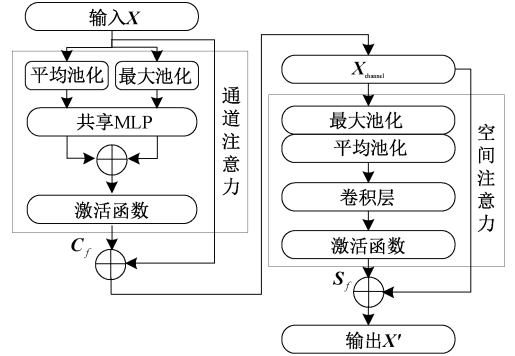 输入X
平均池化
最大池化
共享MLP
激活函数
通道注意力
C_f
X_channel
最大池化
平均池化
卷积层
激活函数
空间注意力
S_f
输出X'